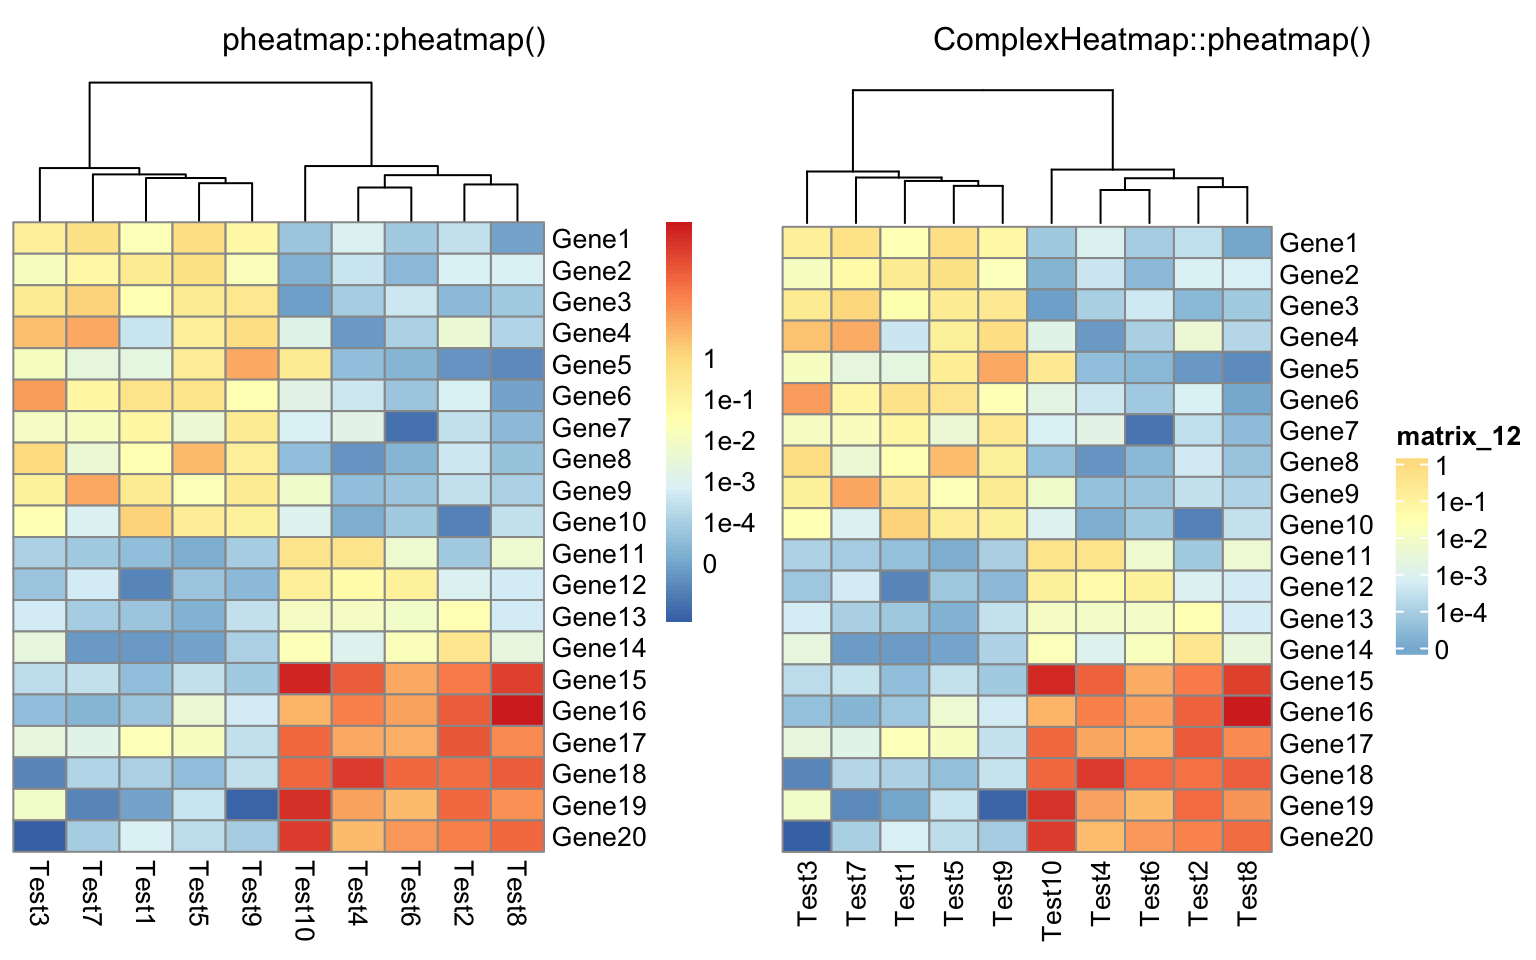 pheatmap::pheatmap()
Gene1
Gene2
Gene3
Gene4
Gene5
Gene6
Gene7
Gene8
Gene9
Gene10
Gene11
Gene12
Gene13
Gene14
Gene15
Gene16
Gene17
Gene18
Gene19
Gene20
Test3
Test7
Test1
Test5
Test9
Test10
Test4
Test6
Test2
Test8
1
1e-1
1e-2
1e-3
1e-4
0
ComplexHeatmap::pheatmap()
Gene1
Gene2
Gene3
Gene4
Gene5
Gene6
Gene7
Gene8
Gene9
Gene10
Gene11
Gene12
Gene13
Gene14
Gene15
Gene16
Gene17
Gene18
Gene19
Gene20
Test3
Test7
Test1
Test5
Test9
Test10
Test4
Test6
Test2
Test8
matrix_12
1
1e-1
1e-2
1e-3
1e-4
0